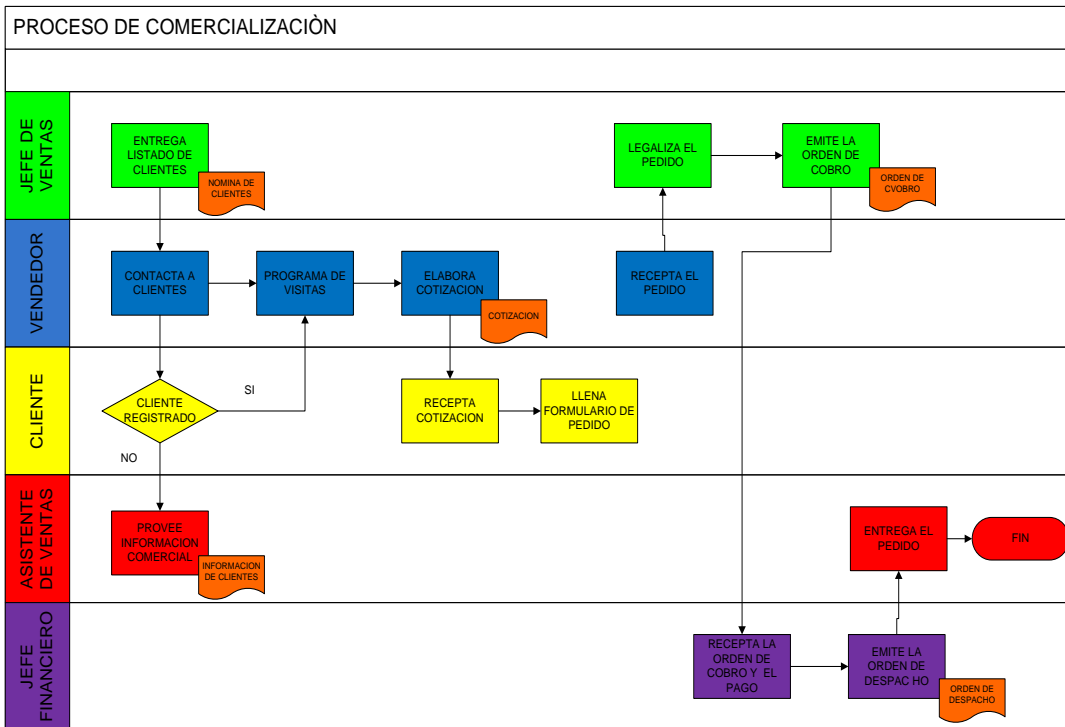 PROCESO DE COMERCIALIZACIÒN
JEFE DE
VENTAS
ENTREGA
LISTADO DE
CLIENTES
NOMINA DE
CLIENTES
LEGALIZA EL
PEDIDO
EMITE LA
ORDEN DE
COBRO
ORDEN DE
CVOBRO
VENDEDOR
CONTACTA A
CLIENTES
PROGRAMA DE
VISITAS
ELABORA
COTIZACION
COTIZACION
RECEPTA EL
PEDIDO
CLIENTE
CLIENTE
REGISTRADO
SI
NO
RECEPTA
COTIZACION
LLENA
FORMULARIO DE
PEDIDO
ASISTENTE
DE VENTAS
PROVEE
INFORMACION
COMERCIAL
INFORMACION
DE CLIENTES
ENTREGA EL
PEDIDO
FIN
JEFE
FINANCIERO
RECEPTA LA
ORDEN DE
COBRO Y EL
PAGO
EMITE LA
ORDEN DE
DESPAC HO
ORDEN DE
DESPACHO